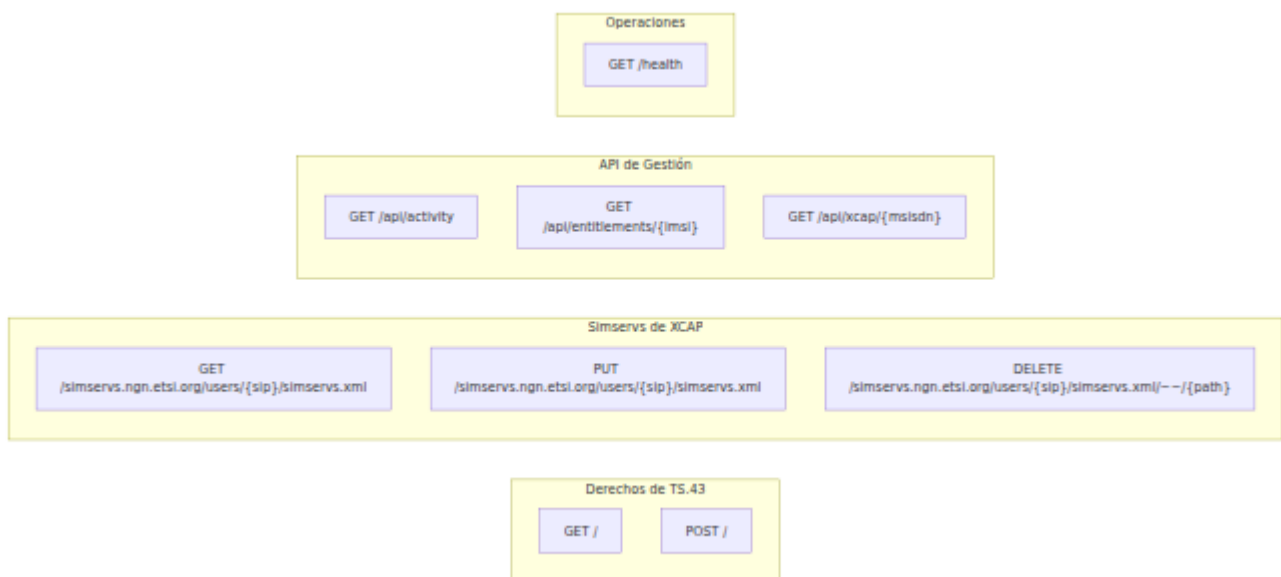 Operaciones
GET /health
API de Gestión
GET /api/activity
GET
/api/entitlements/{imsi}
GET /api/xcap/{msisdn}
Simservs de XCAP
GET
/simservs.ngn.etsi.org/users/{sip}/simservs.xml
PUT
/simservs.ngn.etsi.org/users/{sip}/simservs.xml
DELETE
/simservs.ngn.etsi.org/users/{sip}/simservs.xml/~~/{path}
Derechos de TS.43
GET /
POST /